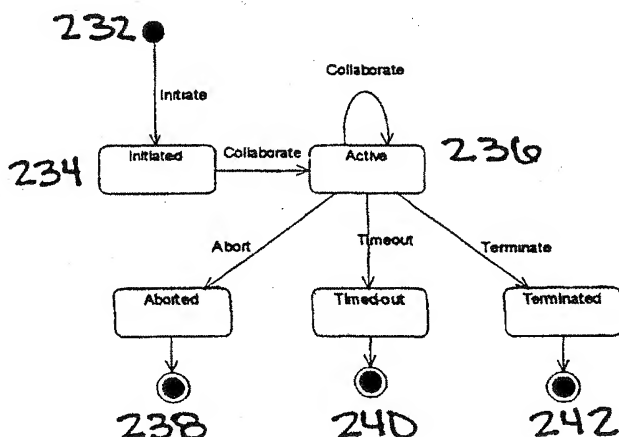 232
Initiate
Collaborate
234
Initiated
Collaborate
Active
236
Abort
Timeout
Terminate
Aborted
Timed-out
Terminated
238
240
242